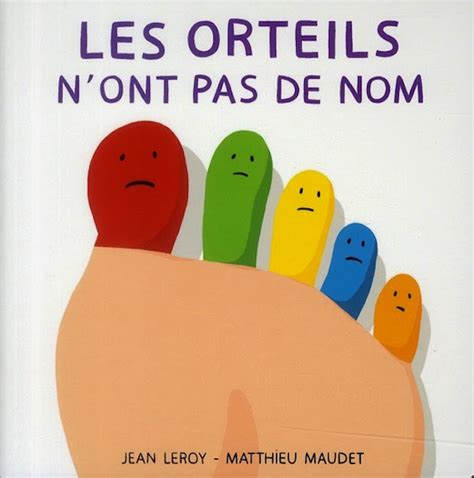 LES ORTEILS
N'ONT PAS DE NOM
JEAN LEROY - MATTHIEU MAUDET